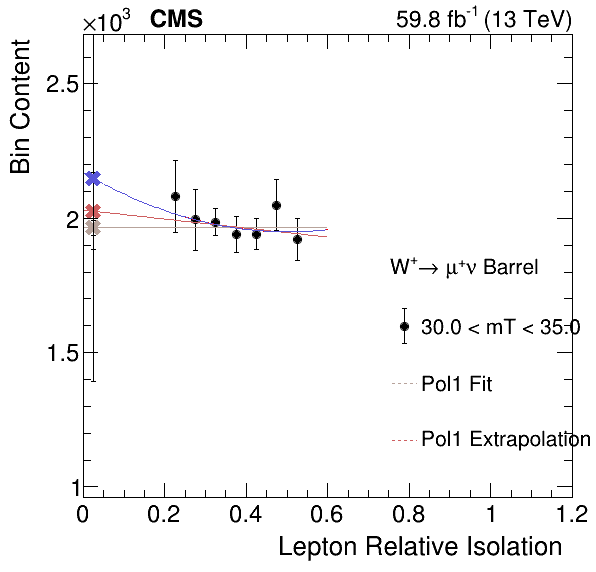 ×10³ CMS 59.8 fb⁻¹ (13 TeV)
Bin Content
2.5
2
1.5
1
W⁺→ μ⁺ν Barrel
30.0 < mT < 35.0
Pol1 Fit
Pol1 Extrapolation
0 0.2 0.4 0.6 0.8 1 1.2
Lepton Relative Isolation